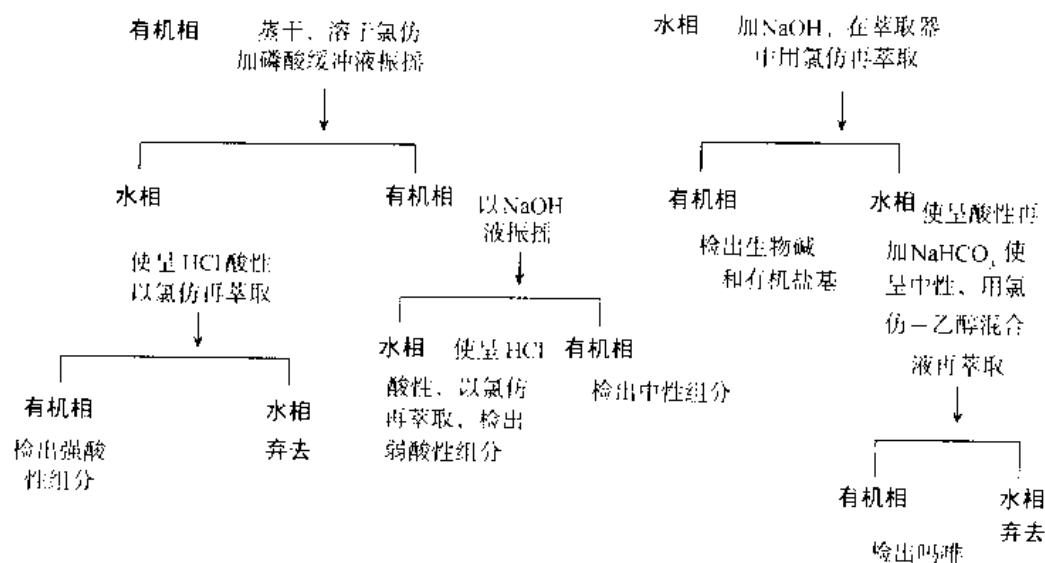 有机相 蒸干、溶于氯仿
加磷酸缓冲液振摇
水相 加NaOH，在萃取器
中用氯仿再萃取
水相
有机相
以NaOH
液振摇
使呈HCl酸性
以氯仿再萃取
有机相
检出强酸
性组分
水相
弃去
水相 使呈HCl
酸性、以氯仿
再萃取，检出
弱酸性组分
有机相
检出中性组分
有机相
检出生物碱
和有机盐基
水相 使呈酸性再
加NaHCO₃使
呈中性、用氯
仿－乙醇混合
液再萃取
有机相
检出吗啡
水相
弃去